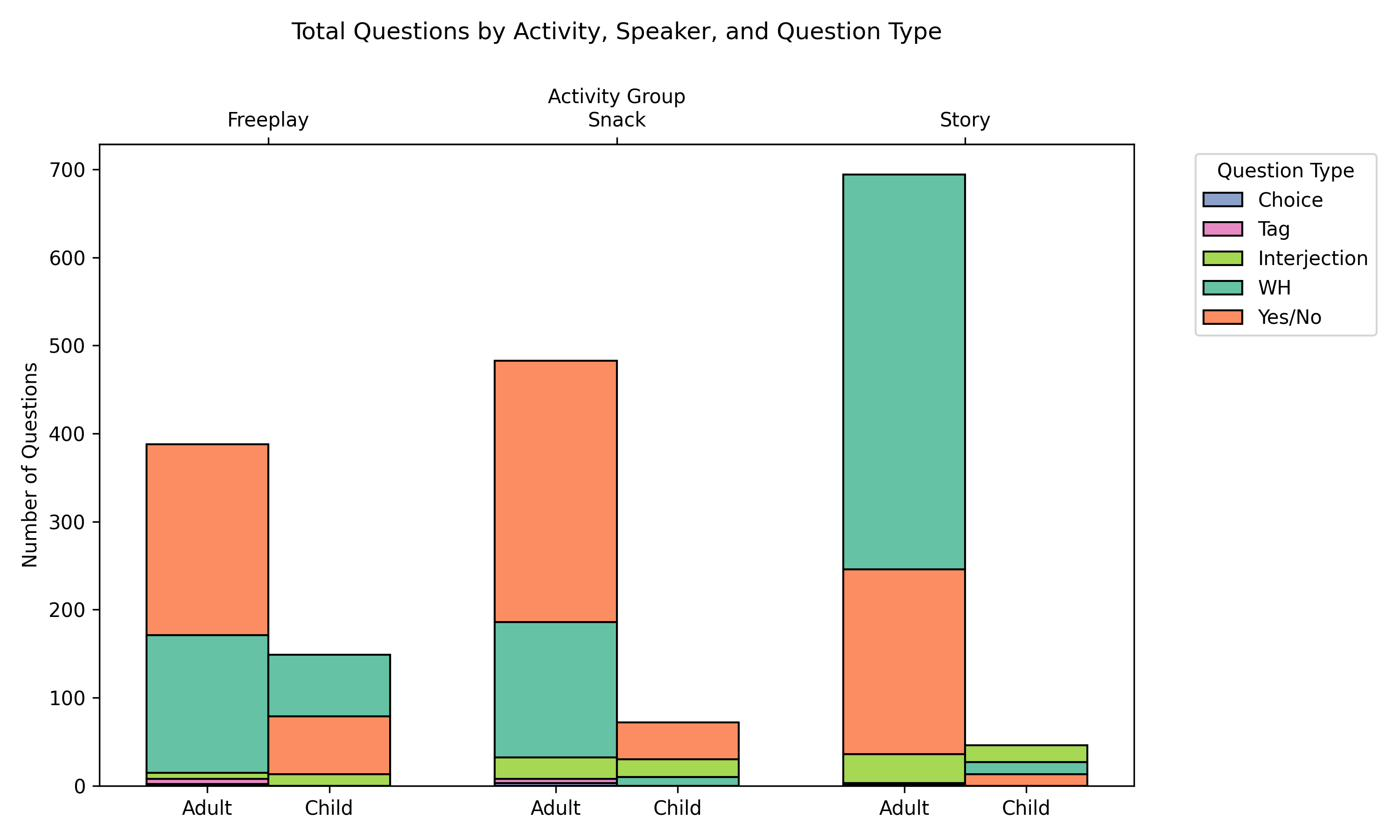 Total Questions by Activity, Speaker, and Question Type
Activity Group
Freeplay Snack Story
Number of Questions
700
600
500
400
300
200
100
0
Adult Child Adult Child Adult Child
Question Type
Choice
Tag
Interjection
WH
Yes/No